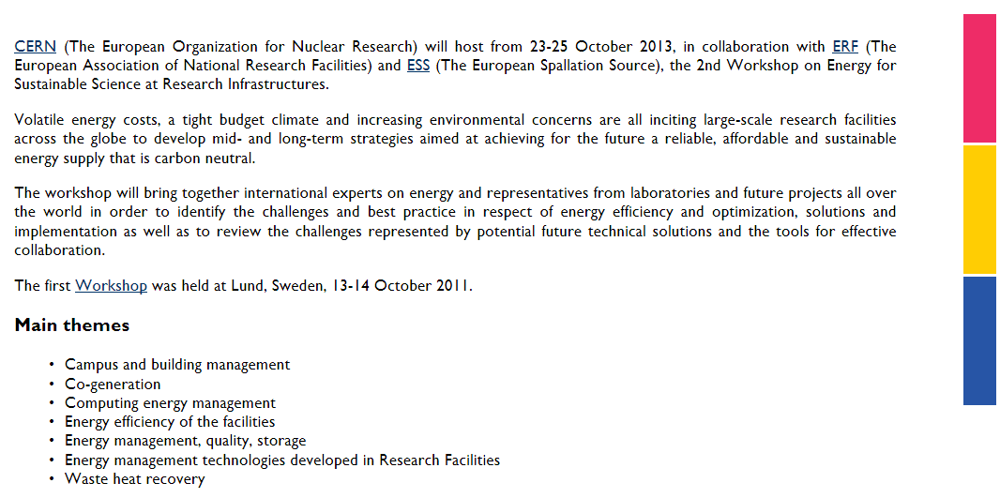 CERN (The European Organization for Nuclear Research) will host from 23-25 October 2013, in collaboration with ERF (The
European Association of National Research Facilities) and ESS (The European Spallation Source), the 2nd Workshop on Energy for
Sustainable Science at Research Infrastructures.
Volatile energy costs, a tight budget climate and increasing environmental concerns are all inciting large-scale research facilities
across the globe to develop mid- and long-term strategies aimed at achieving for the future a reliable, affordable and sustainable
energy supply that is carbon neutral.
The workshop will bring together international experts on energy and representatives from laboratories and future projects all over
the world in order to identify the challenges and best practice in respect of energy efficiency and optimization, solutions and
implementation as well as to review the challenges represented by potential future technical solutions and the tools for effective
collaboration.
The first Workshop was held at Lund, Sweden, 13-14 October 2011.
Main themes
• Campus and building management
• Co-generation
• Computing energy management
• Energy efficiency of the facilities
• Energy management, quality, storage
• Energy management technologies developed in Research Facilities
• Waste heat recovery